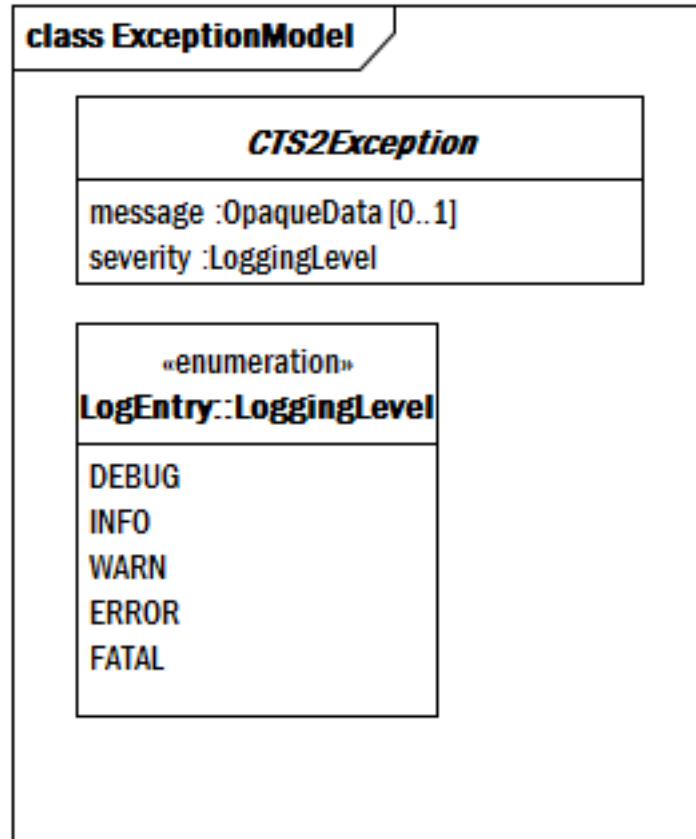 class ExceptionModel
CTS2Exception
message :OpaqueData [0..1]
severity :LoggingLevel
«enumeration»
LogEntry::LoggingLevel
DEBUG
INFO
WARN
ERROR
FATAL